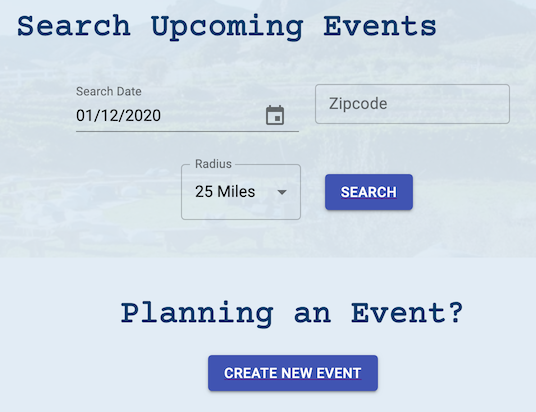 Search Upcoming Events
Search Date
01/12/2020
Zipcode
Radius
25 Miles
SEARCH
Planning an Event?
CREATE NEW EVENT